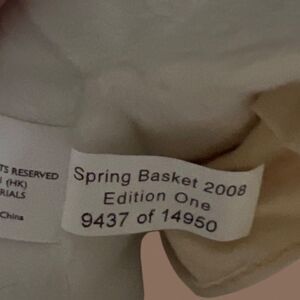 TS RESERVED
(HK)
RIALS
China
Spring Basket 2008
Edition One
9437 of 14950